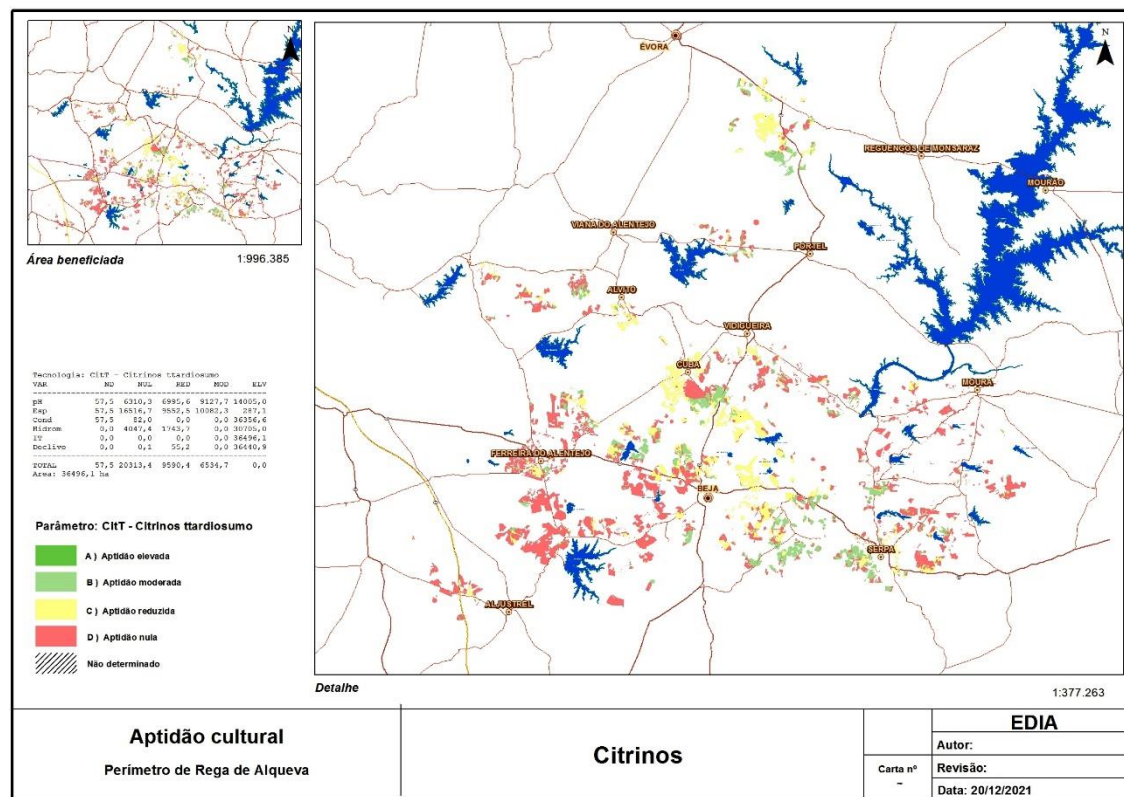 N
Área beneficiada
1:996.385
Tecnologia: CitT - Citrinos ttardiosumo
VAR ND NUL RED MOD ELV
pH 57,5 6310,3 6995,6 9127,7 14005,0
Esp 57,5 16516,7 9552,5 10082,3 287,1
Cond 57,5 82,0 0,0 0,0 36356,6
Hidrom 0,0 4047,4 1743,7 0,0 30705,0
IT 0,0 0,0 0,0 0,0 36496,1
Declive 0,0 0,1 55,2 0,0 36440,9
TOTAL 57,5 20313,4 9590,4 6534,7 0,0
Area: 36496,1 ha
Parâmetro: CitT - Citrinos ttardiosumo
A ) Aptidão elevada
B ) Aptidão moderada
C ) Aptidão reduzida
D ) Aptidão nula
Não determinado
N
ÉVORA
REGUENGOS DE MONSARAZ
MOURÃO
VIANA DO ALENTEJO
PORTEL
ALVITO
VIDIGUEIRA
CUBA
MOURA
FERREIRA DO ALENTEJO
BEJA
SERPA
ALJUSTREL
Detalhe
1:377.263
Aptidão cultural
Perímetro de Rega de Alqueva
Citrinos
Carta nº
-
EDIA
Autor:
Revisão:
Data: 20/12/2021